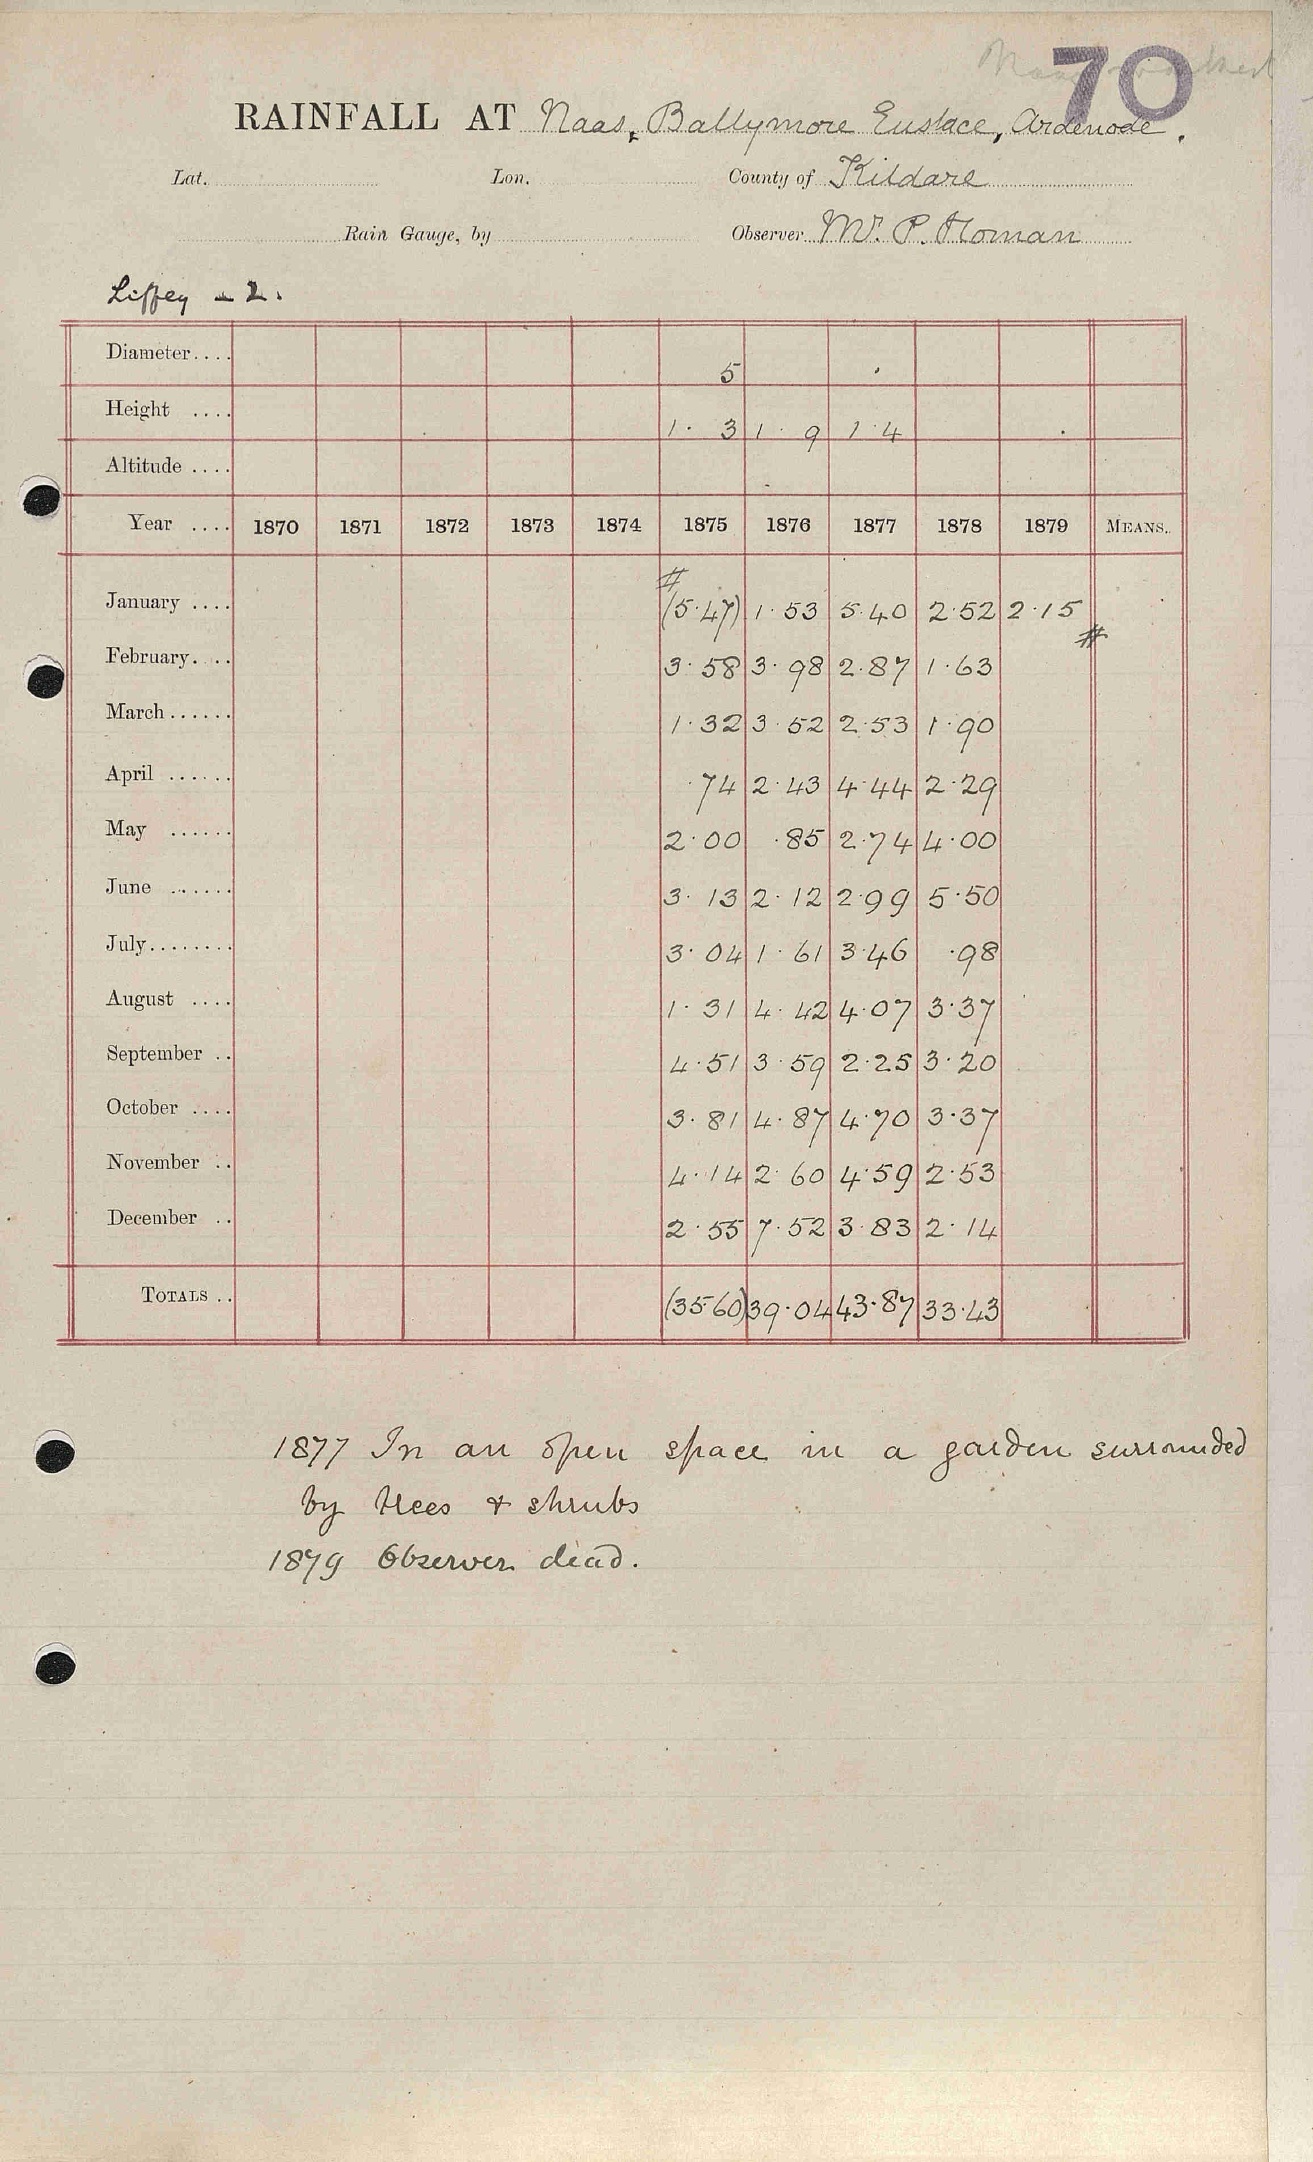 70
RAINFALL AT Naas, Ballymore Eustace, Ardenode.
Lat. Lon. County of Kildare
Rain Gauge, by Observer Mr. P. Homan
Liffey - 2.
Diameter.... 5
Height .... 1. 3 1. 9 1. 4
Altitude ....
Year .... 1870 1871 1872 1873 1874 1875 1876 1877 1878 1879 MEANS.
#
January .... (5.47) 1.53 5.40 2.52 2.15
#
February.... 3.58 3.98 2.87 1.63
March...... 1.32 3.52 2.53 1.90
April ...... .74 2.43 4.44 2.29
May ...... 2.00 .85 2.74 4.00
June ...... 3.13 2.12 2.99 5.50
July........ 3.04 1.61 3.46 .98
August .... 1.31 4.42 4.07 3.37
September .. 4.51 3.59 2.25 3.20
October .... 3.81 4.87 4.70 3.37
November .. 4.14 2.60 4.59 2.53
December .. 2.55 7.52 3.83 2.14
TOTALS .. (35.60) 39.04 43.87 33.43
1877 In an open space in a garden surrounded
by trees & shrubs
1879 Observer dead.